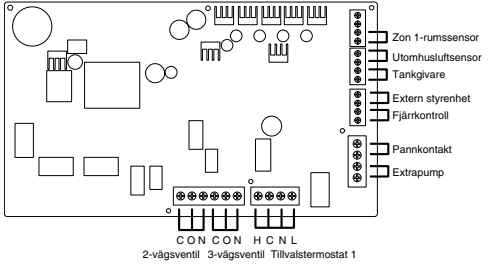 Zon 1-rumssensor
Utomhusluftsensor
Tankgivare
Extern styrenhet
Fjärrkontroll
Pannkontakt
Extrapump
C O N C O N H C N L
2-vägsventil 3-vägsventil Tillvalstermostat 1